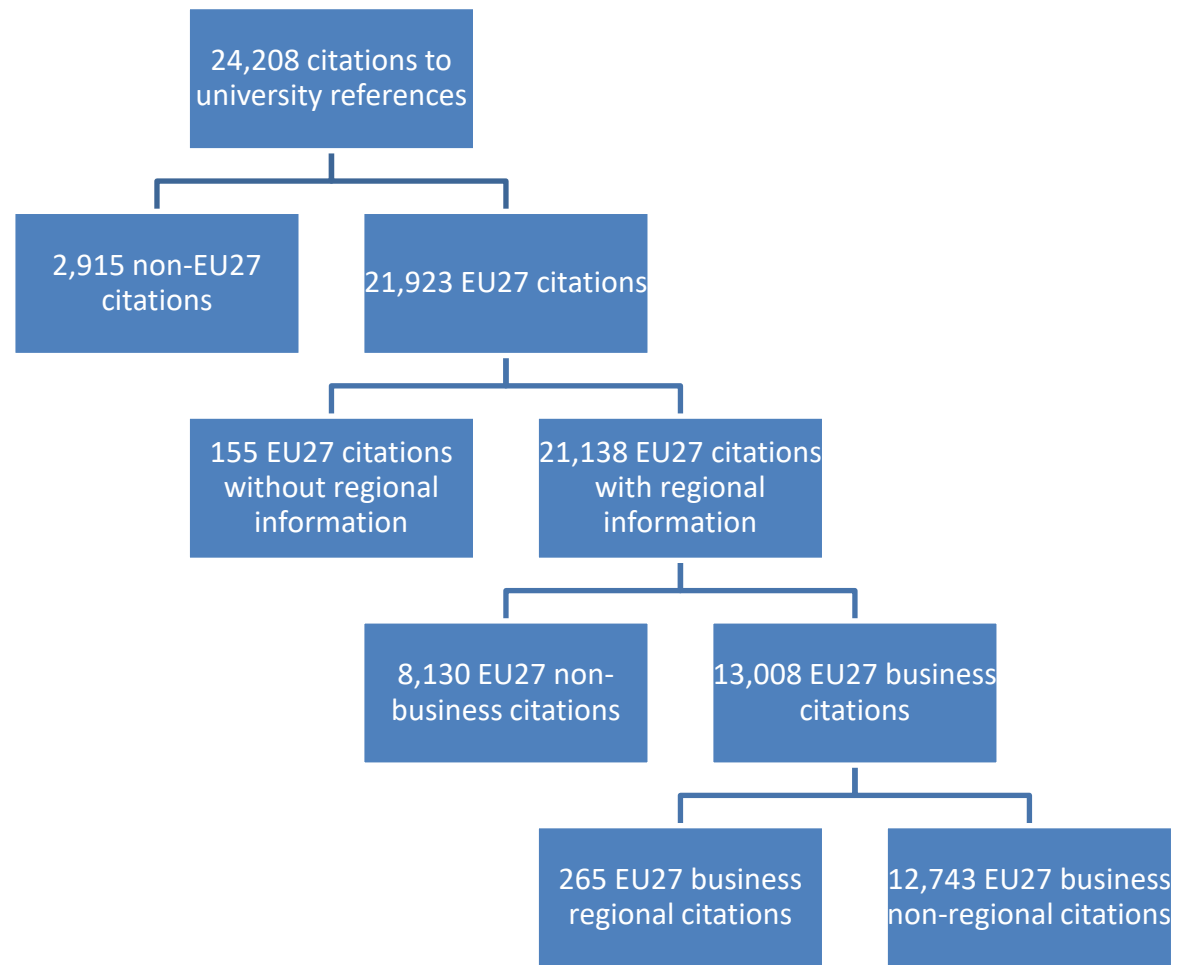 24,208 citations to
university references
2,915 non-EU27
citations
21,923 EU27 citations
155 EU27 citations
without regional
information
21,138 EU27 citations
with regional
information
8,130 EU27 non-
business citations
13,008 EU27 business
citations
265 EU27 business
regional citations
12,743 EU27 business
non-regional citations